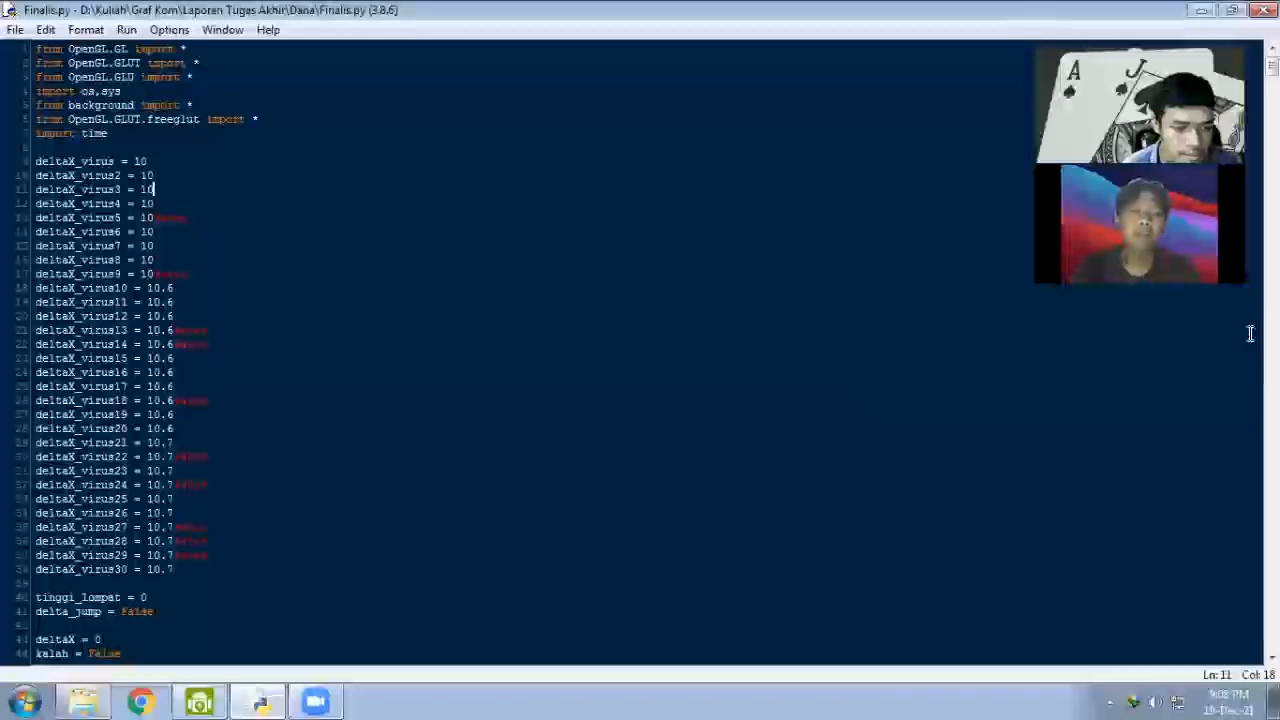 Finalis.py - D:\Kuliah\Graf Kom\Laporen Tugas Akhir\Dana\Finalis.py (3.8.6)
File Edit Format Run Options Window Help
from OpenGL.GL import *
from OpenGL.GLUT import *
from OpenGL.GLU import *
import os,sys
from background import *
from OpenGL.GLUT.freeglut import *
import time
deltaX_virus = 10
deltaX_virus2 = 10
deltaX_virus3 = 10
deltaX_virus4 = 10
deltaX_virus5 = 10
deltaX_virus6 = 10
deltaX_virus7 = 10
deltaX_virus8 = 10
deltaX_virus9 = 10
deltaX_virus10 = 10.6
deltaX_virus11 = 10.6
deltaX_virus12 = 10.6
deltaX_virus13 = 10.6
deltaX_virus14 = 10.6
deltaX_virus15 = 10.6
deltaX_virus16 = 10.6
deltaX_virus17 = 10.6
deltaX_virus18 = 10.6
deltaX_virus19 = 10.6
deltaX_virus20 = 10.6
deltaX_virus21 = 10.7
deltaX_virus22 = 10.7
deltaX_virus23 = 10.7
deltaX_virus24 = 10.7
deltaX_virus25 = 10.7
deltaX_virus26 = 10.7
deltaX_virus27 = 10.7
deltaX_virus28 = 10.7
deltaX_virus29 = 10.7
deltaX_virus30 = 10.7
tinggi_lompat = 0
delta_jump = False
deltaX = 0
kalah = False
A J
Ln: 11 Col: 18
9:08 PM
19-Dec-21